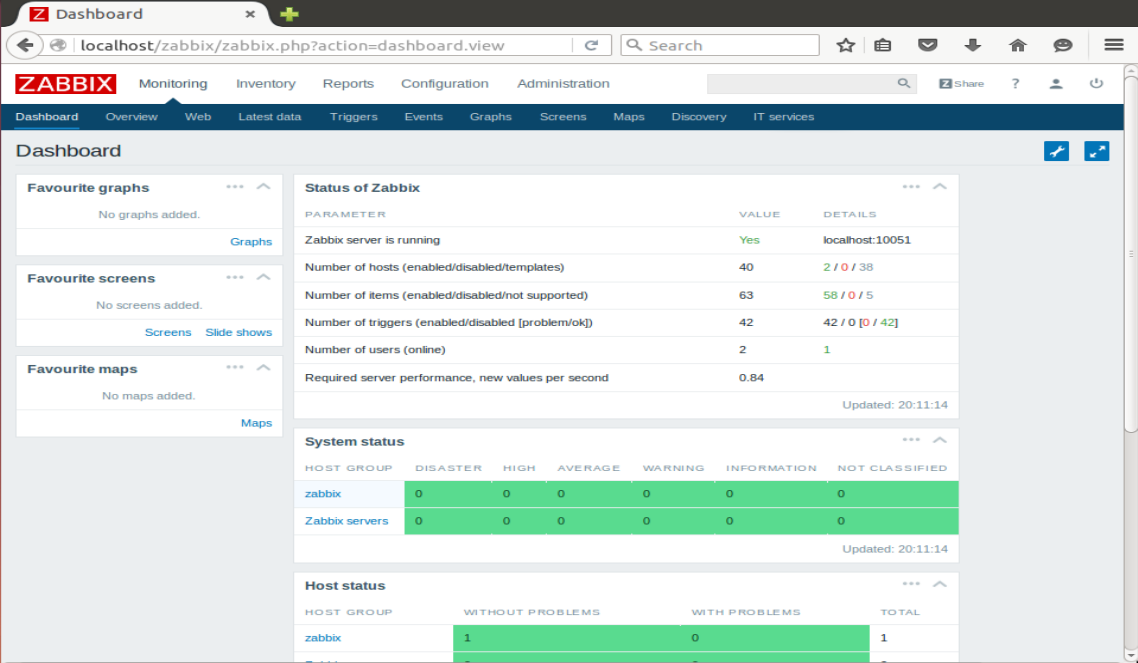 Z Dashboard ×
localhost/zabbix/zabbix.php?action=dashboard.view
Search
ZABBIX Monitoring Inventory Reports Configuration Administration Z Share ?
Dashboard Overview Web Latest data Triggers Events Graphs Screens Maps Discovery IT services
Dashboard
Favourite graphs
No graphs added.
Graphs
Favourite screens
No screens added.
Screens Slide shows
Favourite maps
No maps added.
Maps
Status of Zabbix
PARAMETER VALUE DETAILS
Zabbix server is running Yes localhost:10051
Number of hosts (enabled/disabled/templates) 40 2 / 0 / 38
Number of items (enabled/disabled/not supported) 63 58 / 0 / 5
Number of triggers (enabled/disabled [problem/ok]) 42 42 / 0 [0 / 42]
Number of users (online) 2 1
Required server performance, new values per second 0.84
Updated: 20:11:14
System status
HOST GROUP DISASTER HIGH AVERAGE WARNING INFORMATION NOT CLASSIFIED
zabbix 0 0 0 0 0 0
Zabbix servers 0 0 0 0 0 0
Updated: 20:11:14
Host status
HOST GROUP WITHOUT PROBLEMS WITH PROBLEMS TOTAL
zabbix 1 0 1